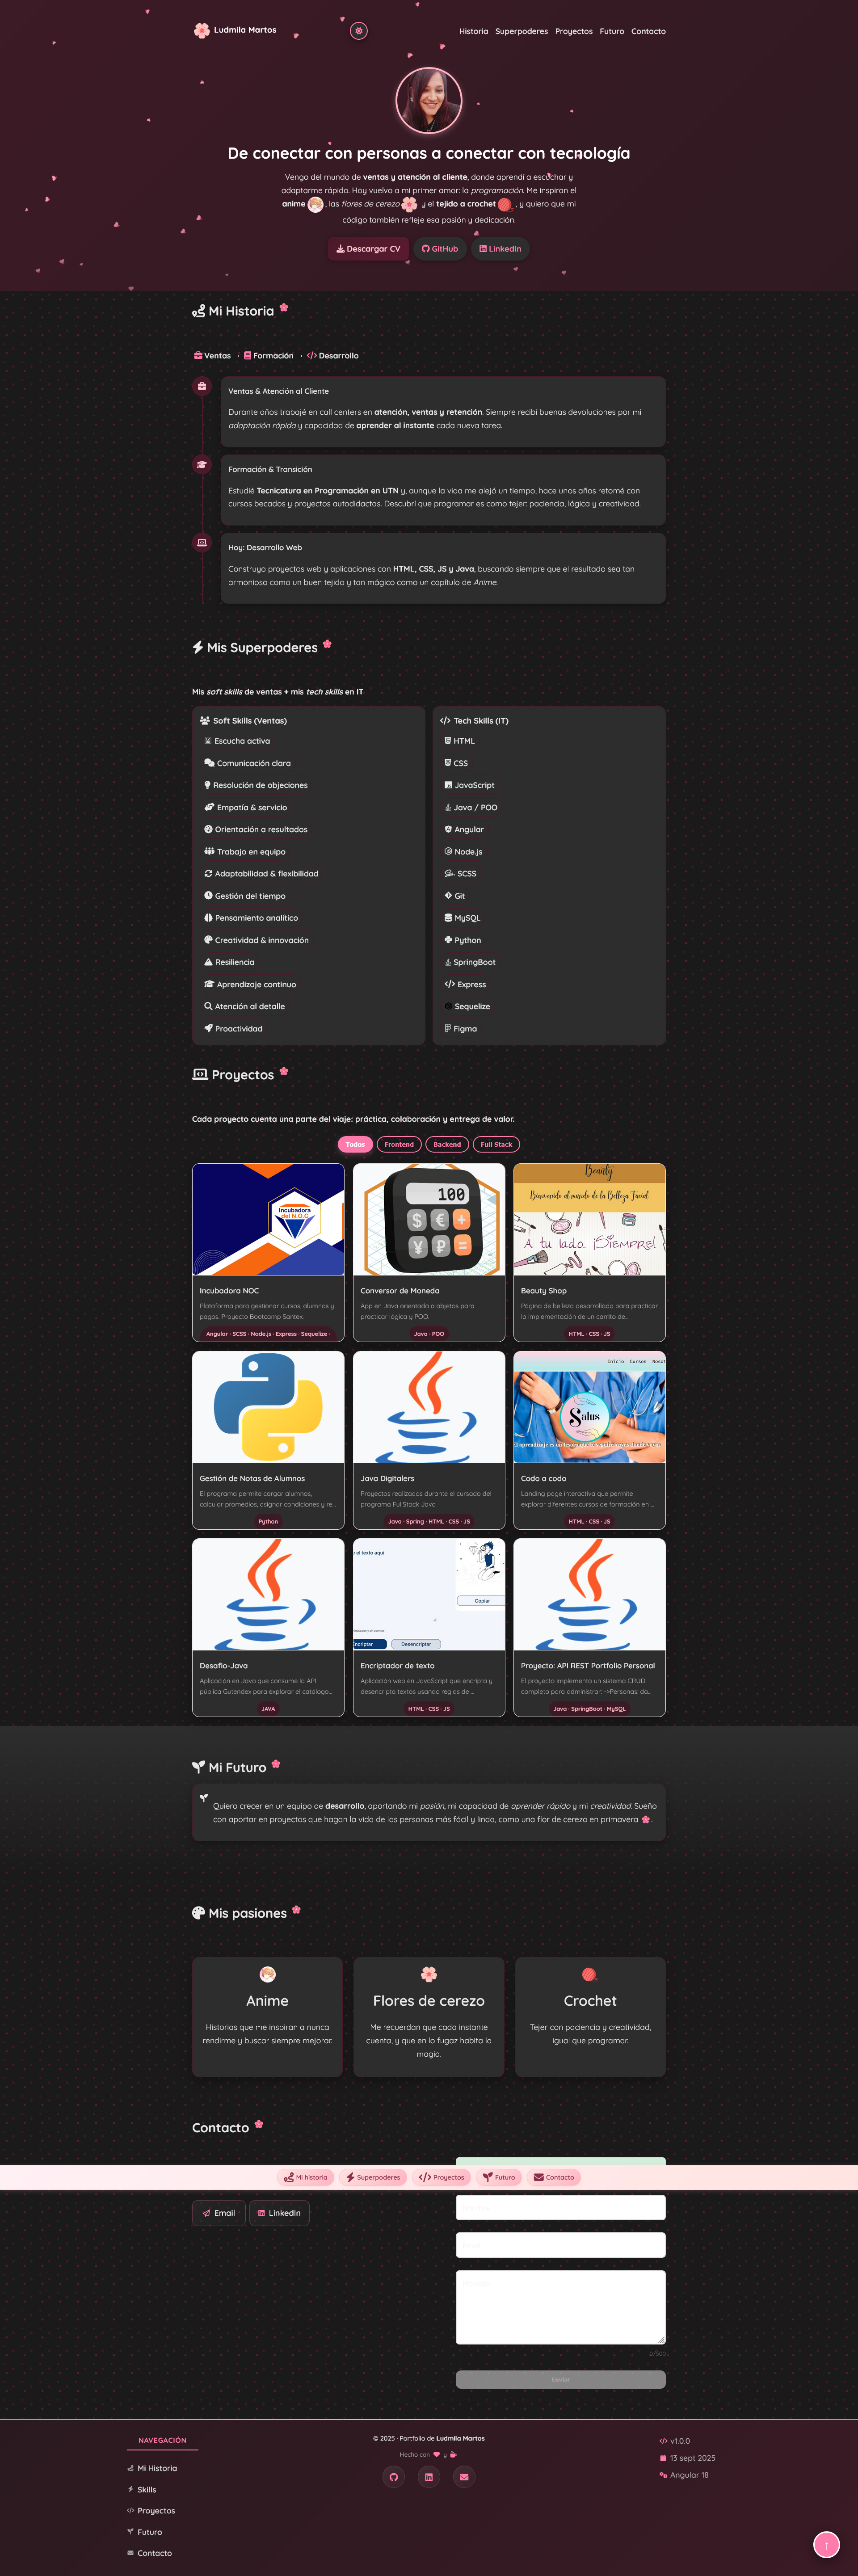 Ludmila Martos
Historia Superpoderes Proyectos Futuro Contacto
De conectar con personas a conectar con tecnología
Vengo del mundo de ventas y atención al cliente, donde aprendí a escuchar y
adaptarme rápido. Hoy vuelvo a mi primer amor: la programación. Me inspiran el
anime , las flores de cerezo y el tejido a crochet , y quiero que mi
código también refleje esa pasión y dedicación.
Descargar CV GitHub LinkedIn
Mi Historia
Ventas → Formación → Desarrollo
Ventas & Atención al Cliente
Durante años trabajé en call centers en atención, ventas y retención. Siempre recibí buenas devoluciones por mi
adaptación rápida y capacidad de aprender al instante cada nueva tarea.
Formación & Transición
Estudié Tecnicatura en Programación en UTN y, aunque la vida me alejó un tiempo, hace unos años retomé con
cursos becados y proyectos autodidactas. Descubrí que programar es como tejer: paciencia, lógica y creatividad.
Hoy: Desarrollo Web
Construyo proyectos web y aplicaciones con HTML, CSS, JS y Java, buscando siempre que el resultado sea tan
armonioso como un buen tejido y tan mágico como un capítulo de Anime.
Mis Superpoderes
Mis soft skills de ventas + mis tech skills en IT
Soft Skills (Ventas)
Escucha activa
Comunicación clara
Resolución de objeciones
Empatía & servicio
Orientación a resultados
Trabajo en equipo
Adaptabilidad & flexibilidad
Gestión del tiempo
Pensamiento analítico
Creatividad & innovación
Resiliencia
Aprendizaje continuo
Atención al detalle
Proactividad
Tech Skills (IT)
HTML
CSS
JavaScript
Java / POO
Angular
Node.js
SCSS
Git
MySQL
Python
SpringBoot
Express
Sequelize
Figma
Proyectos
Cada proyecto cuenta una parte del viaje: práctica, colaboración y entrega de valor.
Todos Frontend Backend Full Stack
Incubadora
del N.O.C
Incubadora NOC
Plataforma para gestionar cursos, alumnos y
pagos. Proyecto Bootcamp Santex.
Angular · SCSS · Node.js · Express · Sequelize ·
100
$ € +
¥ ₽ =
Conversor de Moneda
App en Java orientada a objetos para
practicar lógica y POO.
Java · POO
Beauty
Bienvenido al mundo de la Belleza Facial
A tu lado ¡SIEMPRE!
Beauty Shop
Página de belleza desarrollada para practicar
la implementación de un carrito de...
HTML · CSS · JS
Gestión de Notas de Alumnos
El programa permite cargar alumnos,
calcular promedios, asignar condiciones y re...
Python
Java Digitalers
Proyectos realizados durante el cursado del
programa FullStack Java
Java · Spring · HTML · CSS · JS
Inicio Cursos
Salus
Codo a codo
Landing page interactiva que permite
explorar diferentes cursos de formación en ...
HTML · CSS · JS
Desafío-Java
Aplicación en Java que consume la API
pública Gutendex para explorar el catálogo...
JAVA
el texto aquí
Copiar
Encriptar Desencriptar
Encriptador de texto
Aplicación web en JavaScript que encripta y
desencripta textos usando reglas de ...
HTML · CSS · JS
Proyecto: API REST Portfolio Personal
El proyecto implementa un sistema CRUD
completo para administrar: ->Personas: da...
Java · SpringBoot · MySQL
Mi Futuro
Quiero crecer en un equipo de desarrollo, aportando mi pasión, mi capacidad de aprender rápido y mi creatividad. Sueño
con aportar en proyectos que hagan la vida de las personas más fácil y linda, como una flor de cerezo en primavera .
Mis pasiones
Anime
Historias que me inspiran a nunca
rendirme y buscar siempre mejorar.
Flores de cerezo
Me recuerdan que cada instante
cuenta, y que en lo fugaz habita la
magia.
Crochet
Tejer con paciencia y creatividad,
igual que programar.
Contacto
Mi historia Superpoderes Proyectos Futuro Contacto
Email LinkedIn
0/500
Enviar
NAVEGACIÓN
Mi Historia
Skills
Proyectos
Futuro
Contacto
© 2025 · Portfolio de Ludmila Martos
Hecho con y
v1.0.0
13 sept 2025
Angular 18
↑